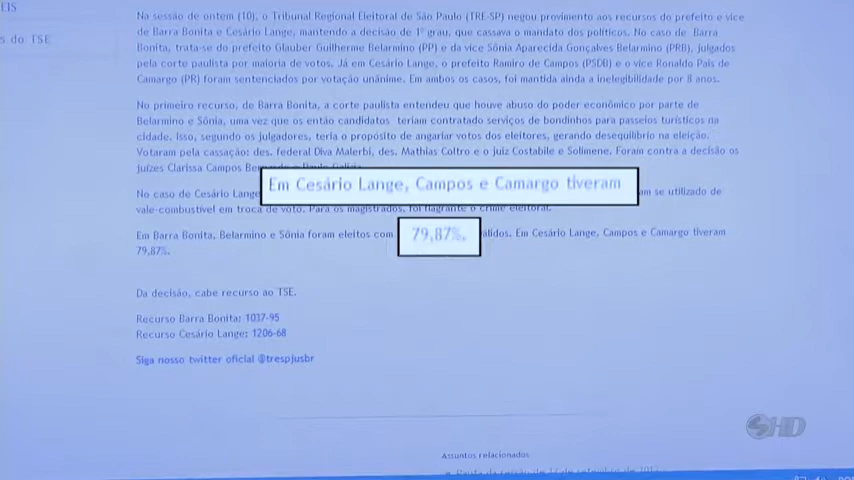 EIS
s do TSE
Na sessão de ontem (10), o Tribunal Regional Eleitoral de São Paulo (TRE-SP) negou provimento aos recursos do prefeito e vice
de Barra Bonita e Cesário Lange, mantendo a decisão de 1º grau, que cassava o mandato dos políticos. No caso de Barra
Bonita, trata-se do prefeito Glauber Guilherme Belarmino (PP) e da vice Sônia Aparecida Gonçalves Belarmino (PRB), julgados
pela corte paulista por maioria de votos. Já em Cesário Lange, o prefeito Ramiro de Campos (PSDB) e o vice Ronaldo Pais de
Camargo (PR) foram sentenciados por votação unânime. Em ambos os casos, foi mantida ainda a inelegibilidade por 8 anos.
No primeiro recurso, de Barra Bonita, a corte paulista entendeu que houve abuso do poder econômico por parte de
Belarmino e Sônia, uma vez que os então candidatos teriam contratado serviços de bondinhos para passeios turísticos na
cidade. Isso, segundo os julgadores, teria o propósito de angariar votos dos eleitores, gerando desequilíbrio na eleição.
Votaram pela cassação: des. federal Diva Malerbi, des. Mathias Coltro e o juiz Costabile e Solimene. Foram contra a decisão os
juízes Clarissa Campos
Em Cesário Lange, Campos e Camargo tiveram
No caso de Cesário Lange am se utilizado de
vale-combustível em troca de voto. Para os magistrados, foi flagrante o crime eleitoral.
Em Barra Bonita, Belarmino e Sônia foram eleitos com 79,87%. álidos. Em Cesário Lange, Campos e Camargo tiveram
79,87%.
Da decisão, cabe recurso ao TSE.
Recurso Barra Bonita: 1037-95
Recurso Cesário Lange: 1206-68
Siga nosso twitter oficial @trespjusbr
HD
Assuntos relacionados